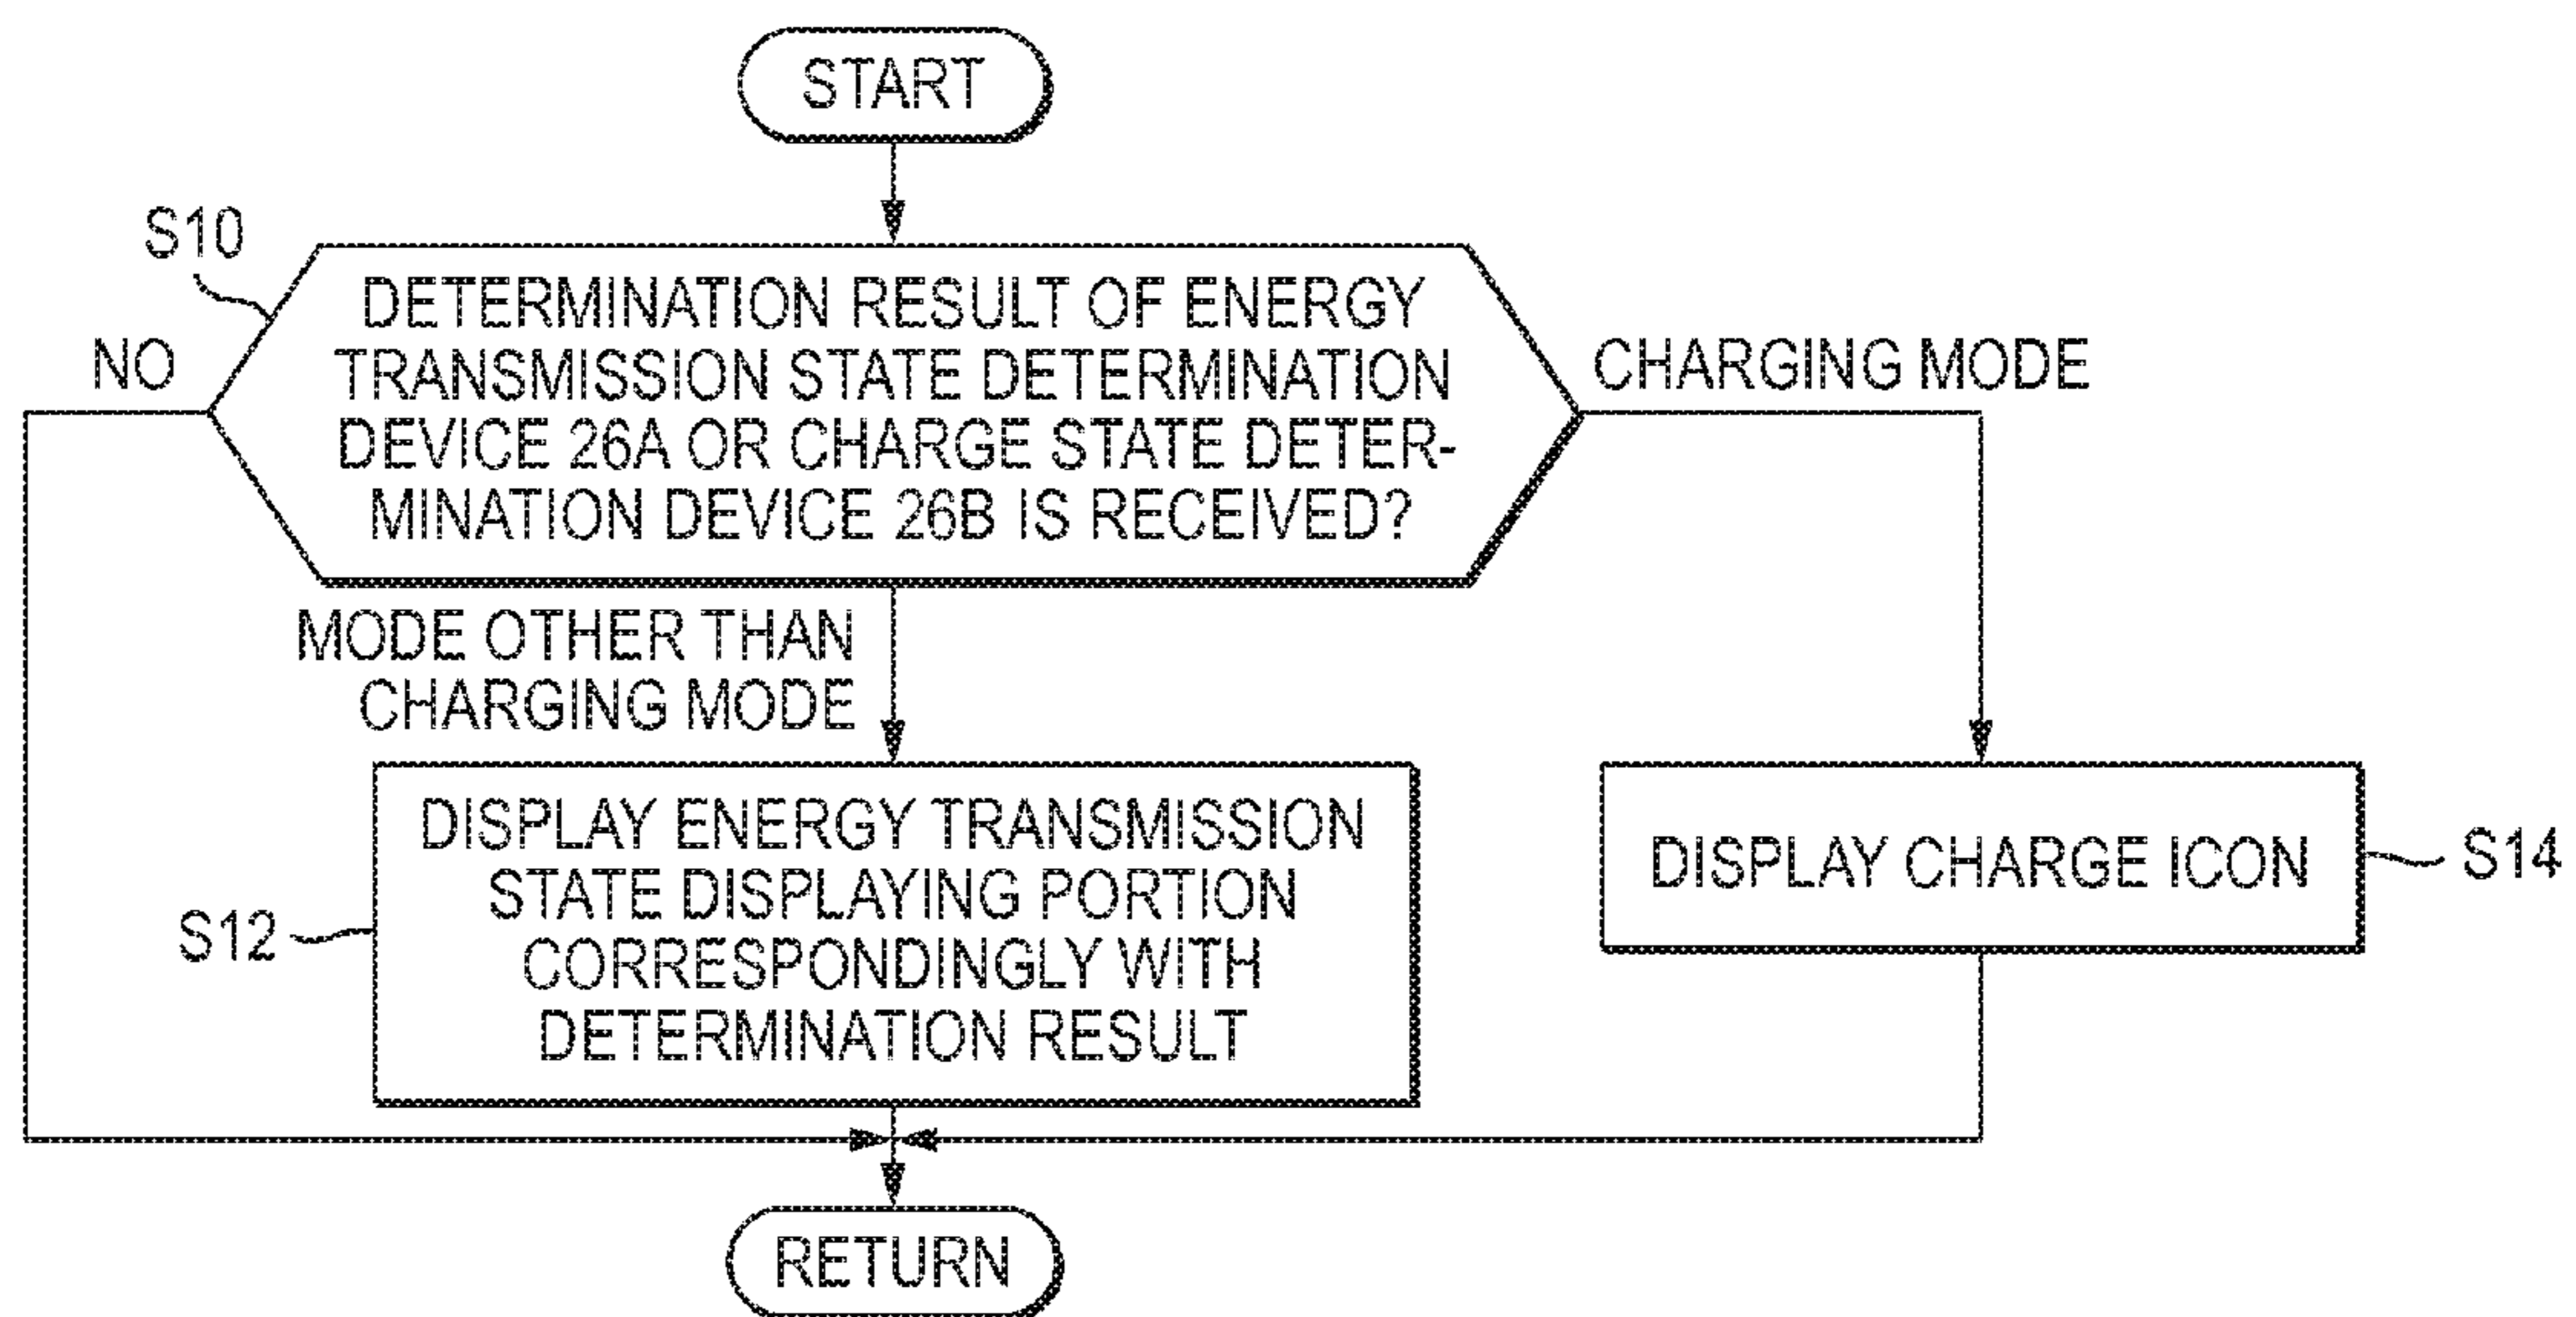 START
S10
NO
DETERMINATION RESULT OF ENERGY
TRANSMISSION STATE DETERMINATION
DEVICE 26A OR CHARGE STATE DETER-
MINATION DEVICE 26B IS RECEIVED?
CHARGING MODE
MODE OTHER THAN
CHARGING MODE
S12
DISPLAY ENERGY TRANSMISSION
STATE DISPLAYING PORTION
CORRESPONDINGLY WITH
DETERMINATION RESULT
DISPLAY CHARGE ICON
S14
RETURN